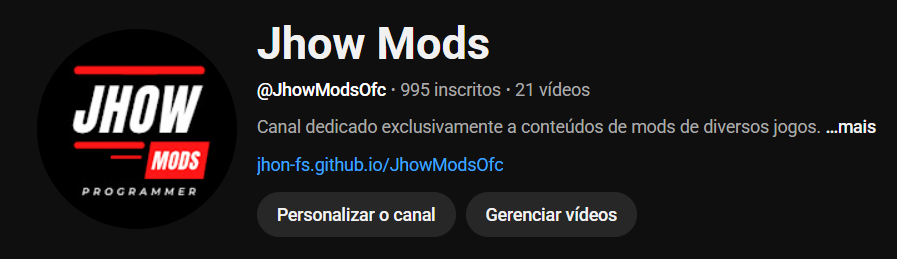 JHOW
MODS
PROGRAMMER
Jhow Mods
@JhowModsOfc · 995 inscritos · 21 vídeos
Canal dedicado exclusivamente a conteúdos de mods de diversos jogos. ...mais
jhon-fs.github.io/JhowModsOfc
Personalizar o canal
Gerenciar vídeos